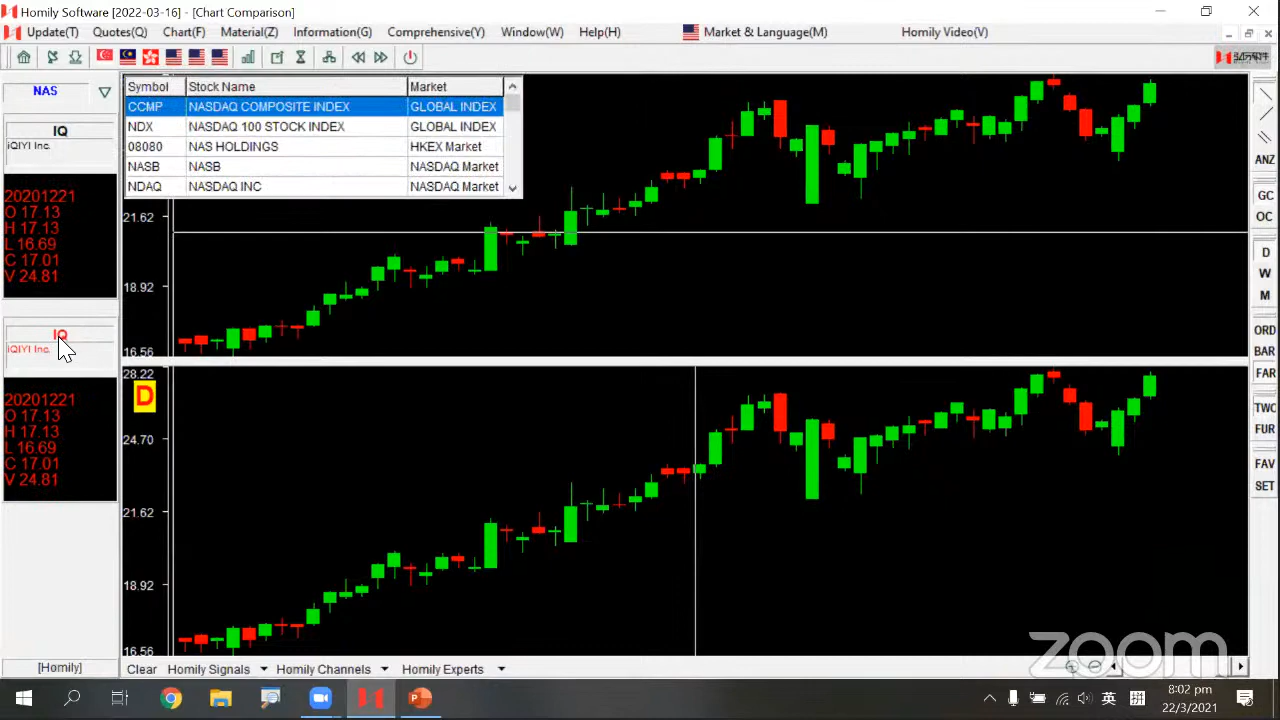 Homily Software [2022-03-16] - [Chart Comparison]
Update(T) Quotes(Q) Chart(F) Material(Z) Information(G) Comprehensive(Y) Window(W) Help(H) Market & Language(M) Homily Video(V)
NAS
Symbol Stock Name Market
CCMP NASDAQ COMPOSITE INDEX GLOBAL INDEX
NDX NASDAQ 100 STOCK INDEX GLOBAL INDEX
08080 NAS HOLDINGS HKEX Market
NASB NASB NASDAQ Market
NDAQ NASDAQ INC NASDAQ Market
IQ
iQIYI Inc.
20201221
O 17.13
H 17.13
L 16.69
C 17.01
V 24.81
21.62
18.92
16.56
IQ
iQIYI Inc.
20201221
O 17.13
H 17.13
L 16.69
C 17.01
V 24.81
28.22
D
24.70
21.62
18.92
16.56
ANZ
GC
OC
D
W
M
ORD
BAR
FAR
TWO
FUR
FAV
SET
zoom
[Homily] Clear Homily Signals Homily Channels Homily Experts
英 拼 8:02 pm
22/3/2021